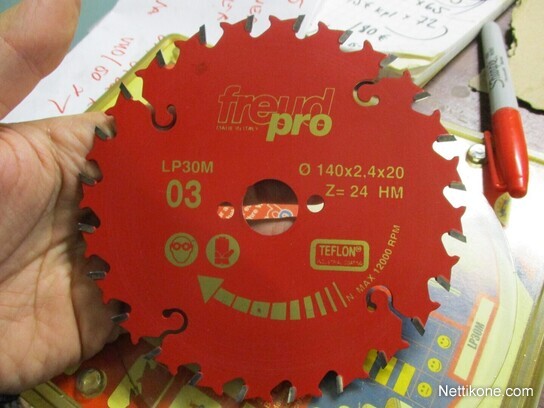 freud
pro
MADE IN ITALY
LP30M
03
Ø 140x2,4x20
Z= 24 HM
TEFLON®
N MAX 12000 RPM
LP30M
Nettikone.com